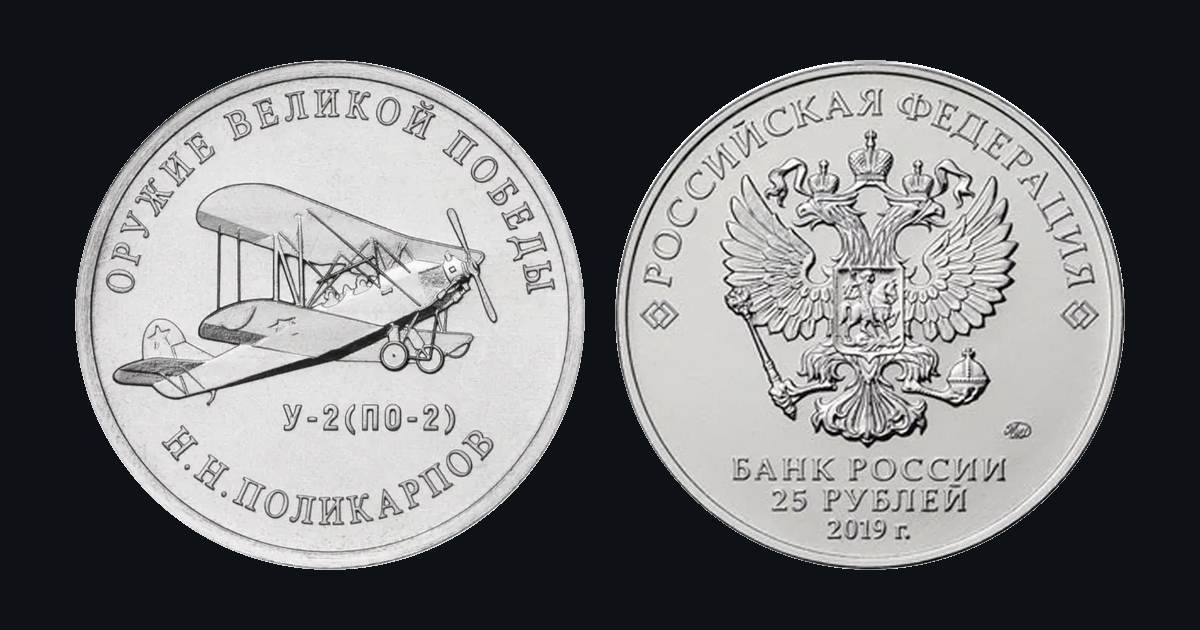 ОРУЖИЕ ВЕЛИКОЙ ПОБЕДЫ
У-2(ПО-2)
Н.Н.ПОЛИКАРПОВ
РОССИЙСКАЯ ФЕДЕРАЦИЯ
БАНК РОССИИ
25 РУБЛЕЙ
2019 г.